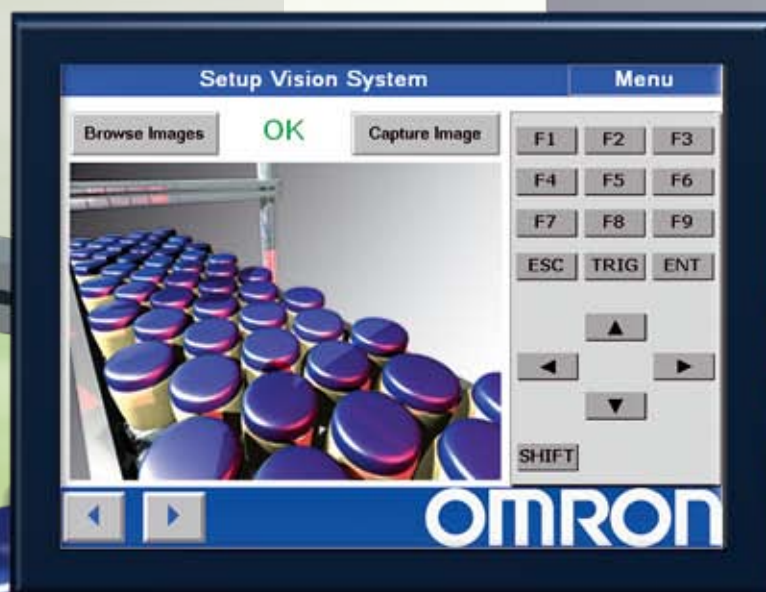 Setup Vision System Menu
Browse Images OK Capture Image
F1 F2 F3
F4 F5 F6
F7 F8 F9
ESC TRIG ENT
SHIFT
OMRON